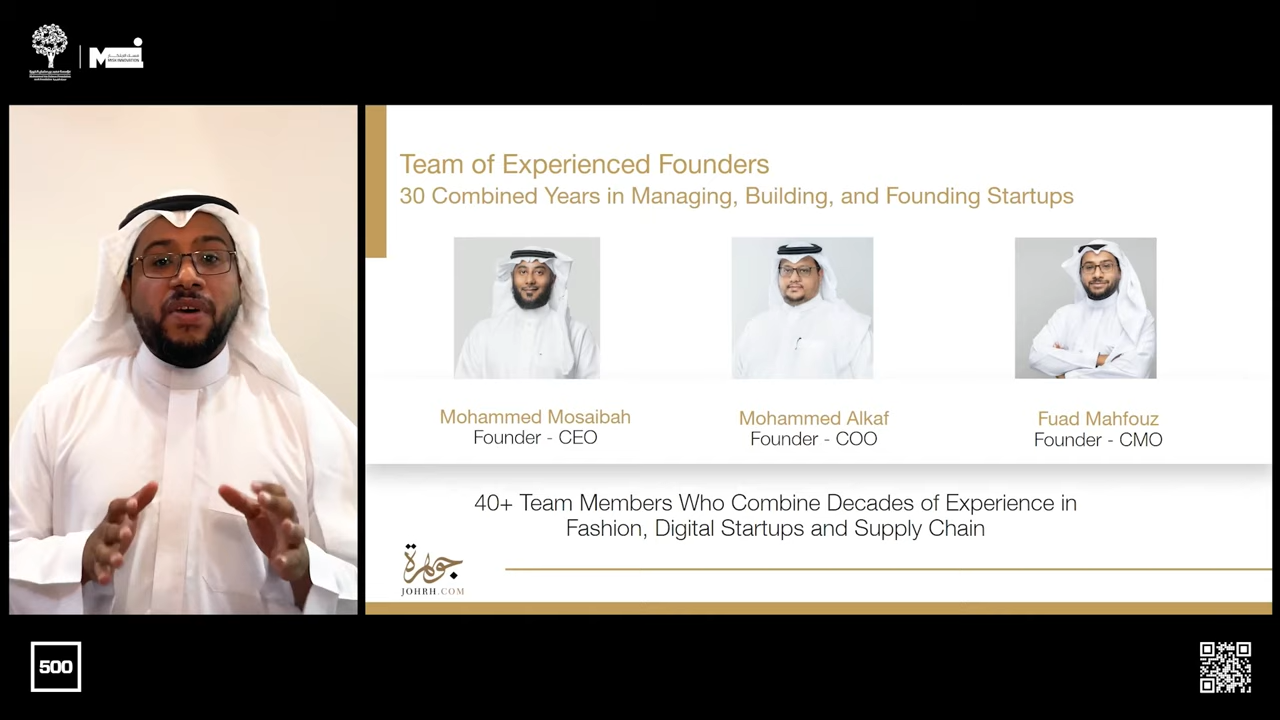 MISK INNOVATION
Team of Experienced Founders
30 Combined Years in Managing, Building, and Founding Startups
Mohammed Mosaibah
Founder - CEO
Mohammed Alkaf
Founder - COO
Fuad Mahfouz
Founder - CMO
40+ Team Members Who Combine Decades of Experience in
Fashion, Digital Startups and Supply Chain
جوهرة
JOHRH.COM
500